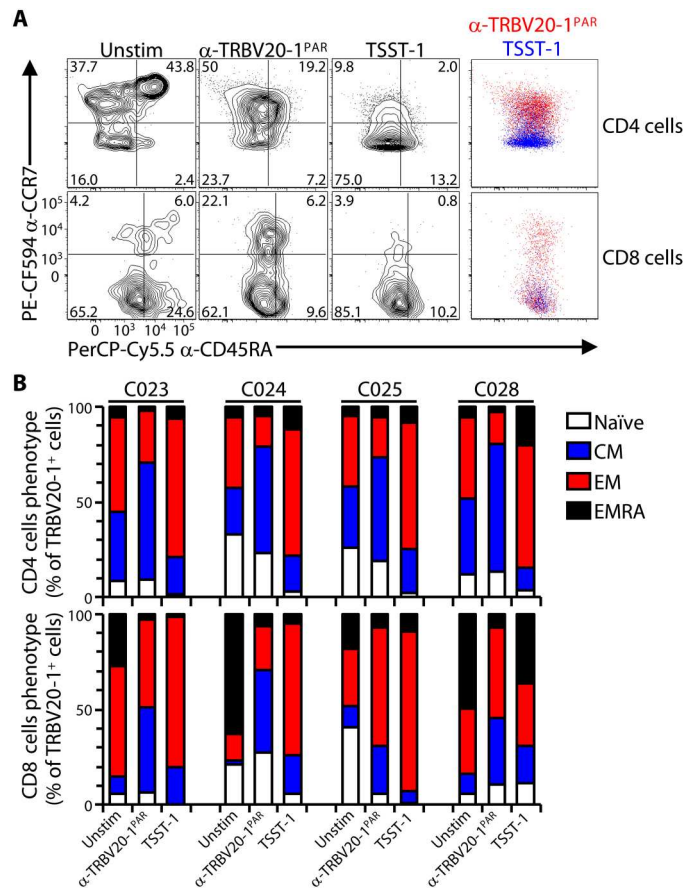 A
Unstim
α-TRBV20-1PAR
TSST-1
α-TRBV20-1PAR
TSST-1
37.7 43.8
16.0 2.4
50 19.2
23.7 7.2
9.8 2.0
75.0 13.2
CD4 cells
4.2 6.0
65.2 24.6
22.1 6.2
62.1 9.6
3.9 0.8
85.1 10.2
CD8 cells
10⁵
10⁴
10³
0
0 10³ 10⁴ 10⁵
PE-CF594 α-CCR7
PerCP-Cy5.5 α-CD45RA
B
C023 C024 C025 C028
CD4 cells phenotype
(% of TRBV20-1⁺ cells)
100
50
0
Naïve
CM
EM
EMRA
CD8 cells phenotype
(% of TRBV20-1⁺ cells)
100
50
0
Unstim
α-TRBV20-1PAR
TSST-1
Unstim
α-TRBV20-1PAR
TSST-1
Unstim
α-TRBV20-1PAR
TSST-1
Unstim
α-TRBV20-1PAR
TSST-1